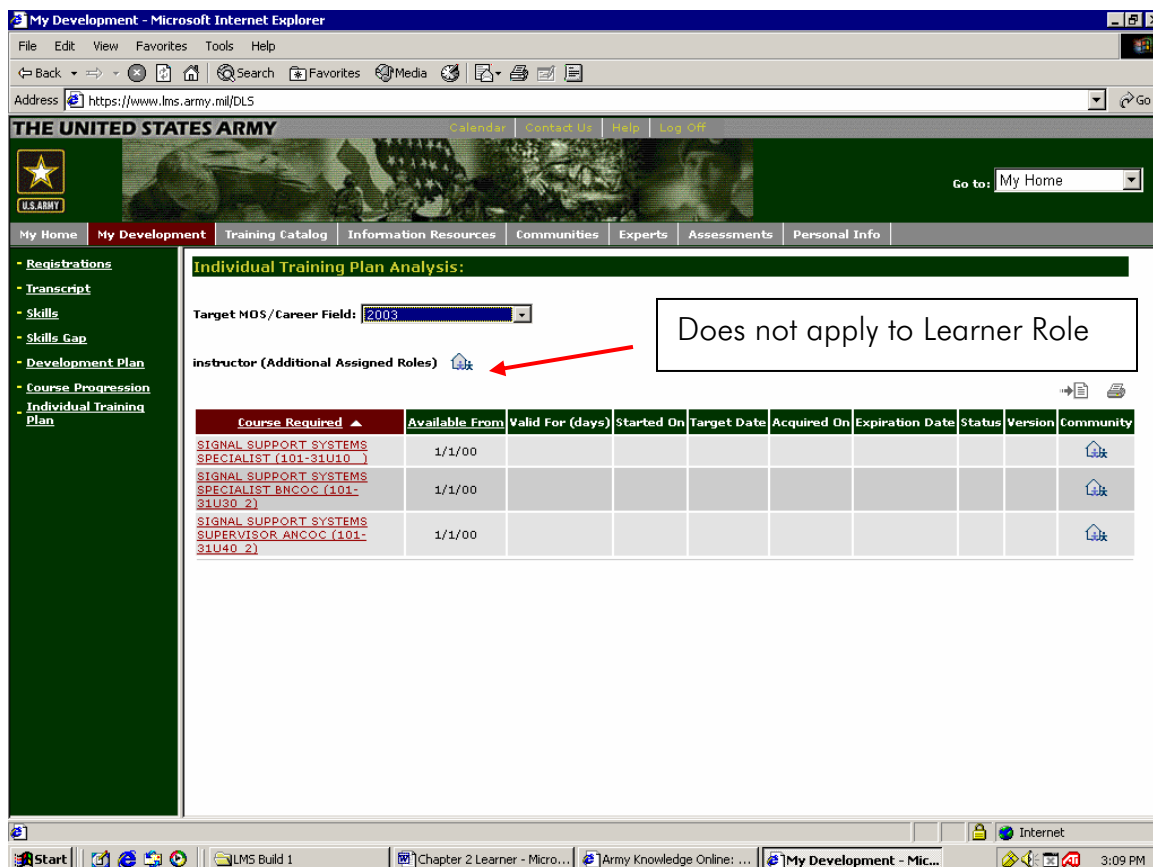 My Development - Microsoft Internet Explorer
File Edit View Favorites Tools Help
Back Search Favorites Media
Address https://www.lms.army.mil/DLS Go
THE UNITED STATES ARMY Calendar Contact Us Help Log Off
U.S.ARMY
Go to: My Home
My Home My Development Training Catalog Information Resources Communities Experts Assessments Personal Info
- Registrations
- Transcript
- Skills
- Skills Gap
- Development Plan
- Course Progression
- Individual Training
Plan
Individual Training Plan Analysis:
Target MOS/Career Field: 2003
Does not apply to Learner Role
instructor (Additional Assigned Roles)
Course Required Available From Valid For (days) Started On Target Date Acquired On Expiration Date Status Version Community
SIGNAL SUPPORT SYSTEMS
SPECIALIST (101-31U10 )
1/1/00
SIGNAL SUPPORT SYSTEMS
SPECIALIST BNCOC (101-
31U30 2)
1/1/00
SIGNAL SUPPORT SYSTEMS
SUPERVISOR ANCOC (101-
31U40 2)
1/1/00
Internet
Start LMS Build 1 Chapter 2 Learner - Micro... Army Knowledge Online: ... My Development - Mic... 3:09 PM